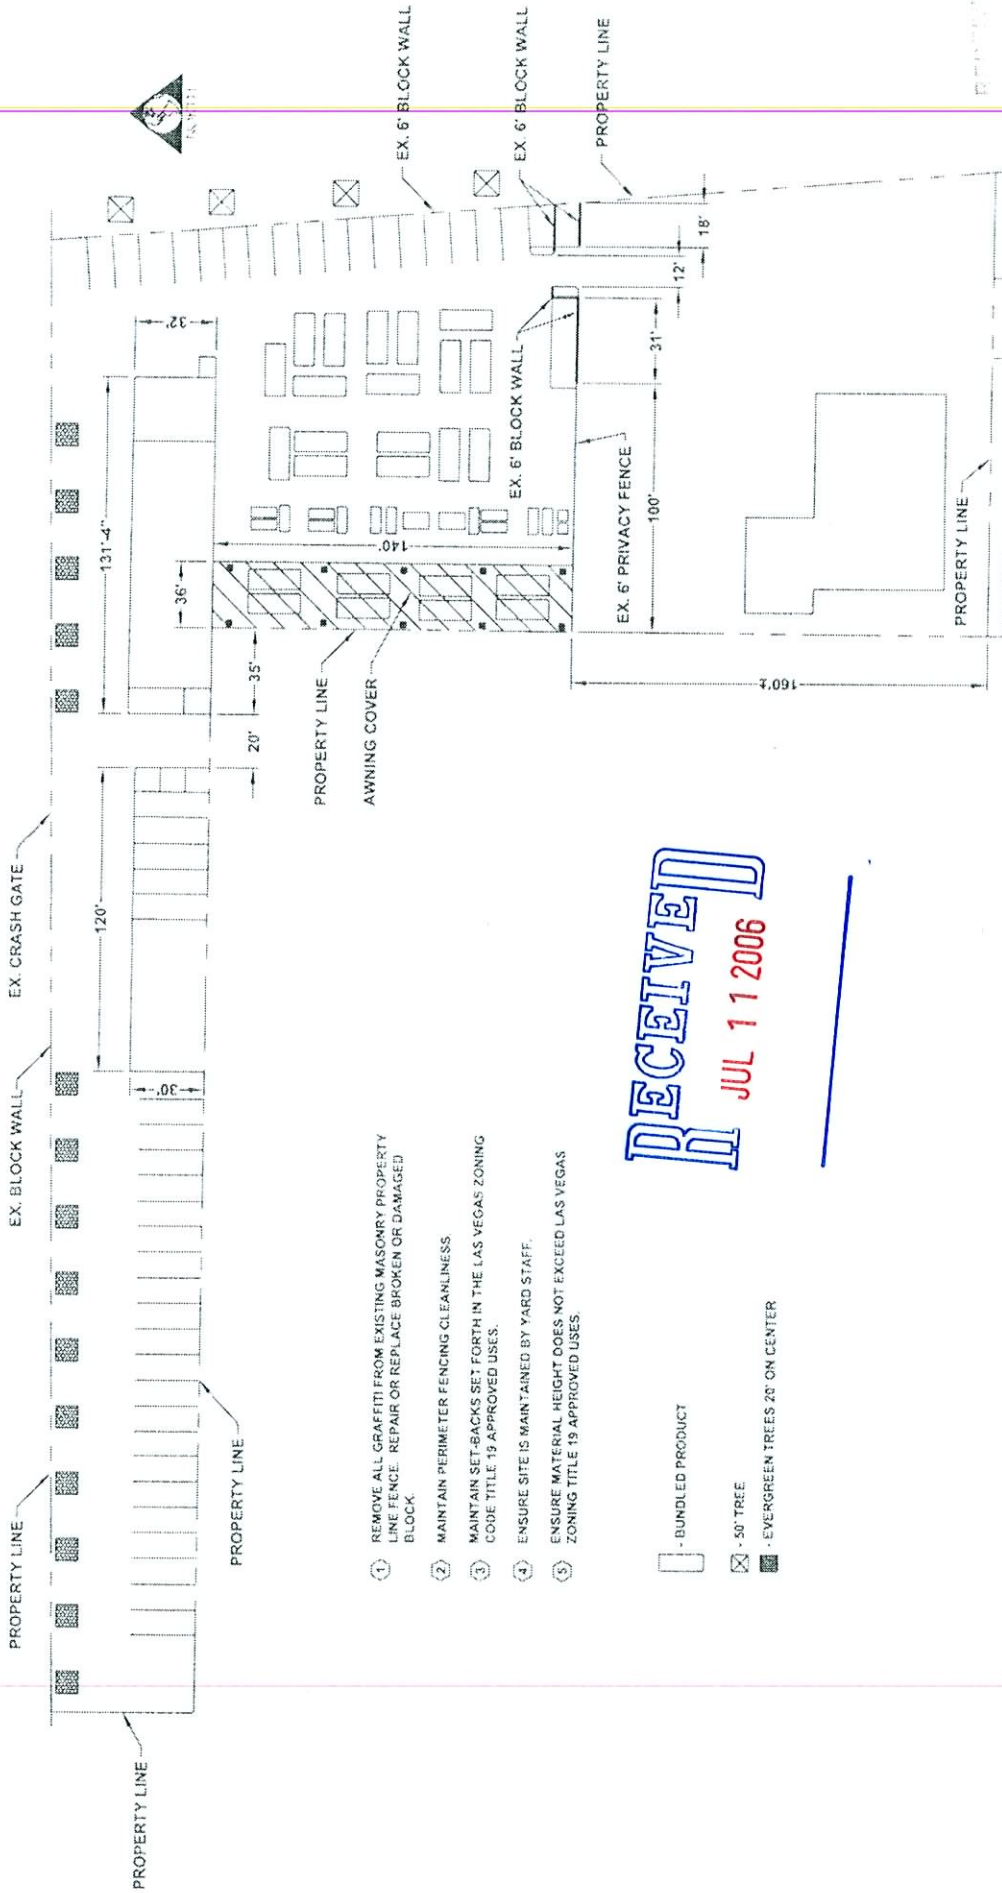 PROPERTY LINE
EX. BLOCK WALL
EX. CRASH GATE
PROPERTY LINE
PROPERTY LINE
120'
30'
20'
131'-4"
35'
36'
32'
PROPERTY LINE
AWNING COVER
140'
EX. 6' BLOCK WALL
EX. 6' BLOCK WALL
EX. 6' BLOCK WALL
PROPERTY LINE
EX. 6' PRIVACY FENCE
100'
31'
12'
18'
160'±
PROPERTY LINE
1 REMOVE ALL GRAFFITI FROM EXISTING MASONRY PROPERTY
LINE FENCE. REPAIR OR REPLACE BROKEN OR DAMAGED
BLOCK.
2 MAINTAIN PERIMETER FENCING CLEANLINESS.
3 MAINTAIN SET-BACKS SET FORTH IN THE LAS VEGAS ZONING
CODE TITLE 19 APPROVED USES.
4 ENSURE SITE IS MAINTAINED BY YARD STAFF.
5 ENSURE MATERIAL HEIGHT DOES NOT EXCEED LAS VEGAS
ZONING TITLE 19 APPROVED USES.
- BUNDLED PRODUCT
- 50' TREE
- EVERGREEN TREES 20' ON CENTER
RECEIVED
JUL 11 2006